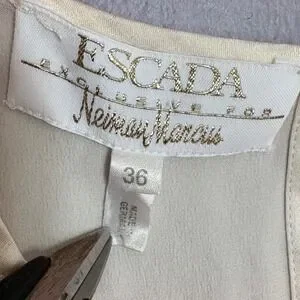 ESCADA
EXCLUSIVE FOR
Neiman Marcus
36
MADE IN
GERMANY